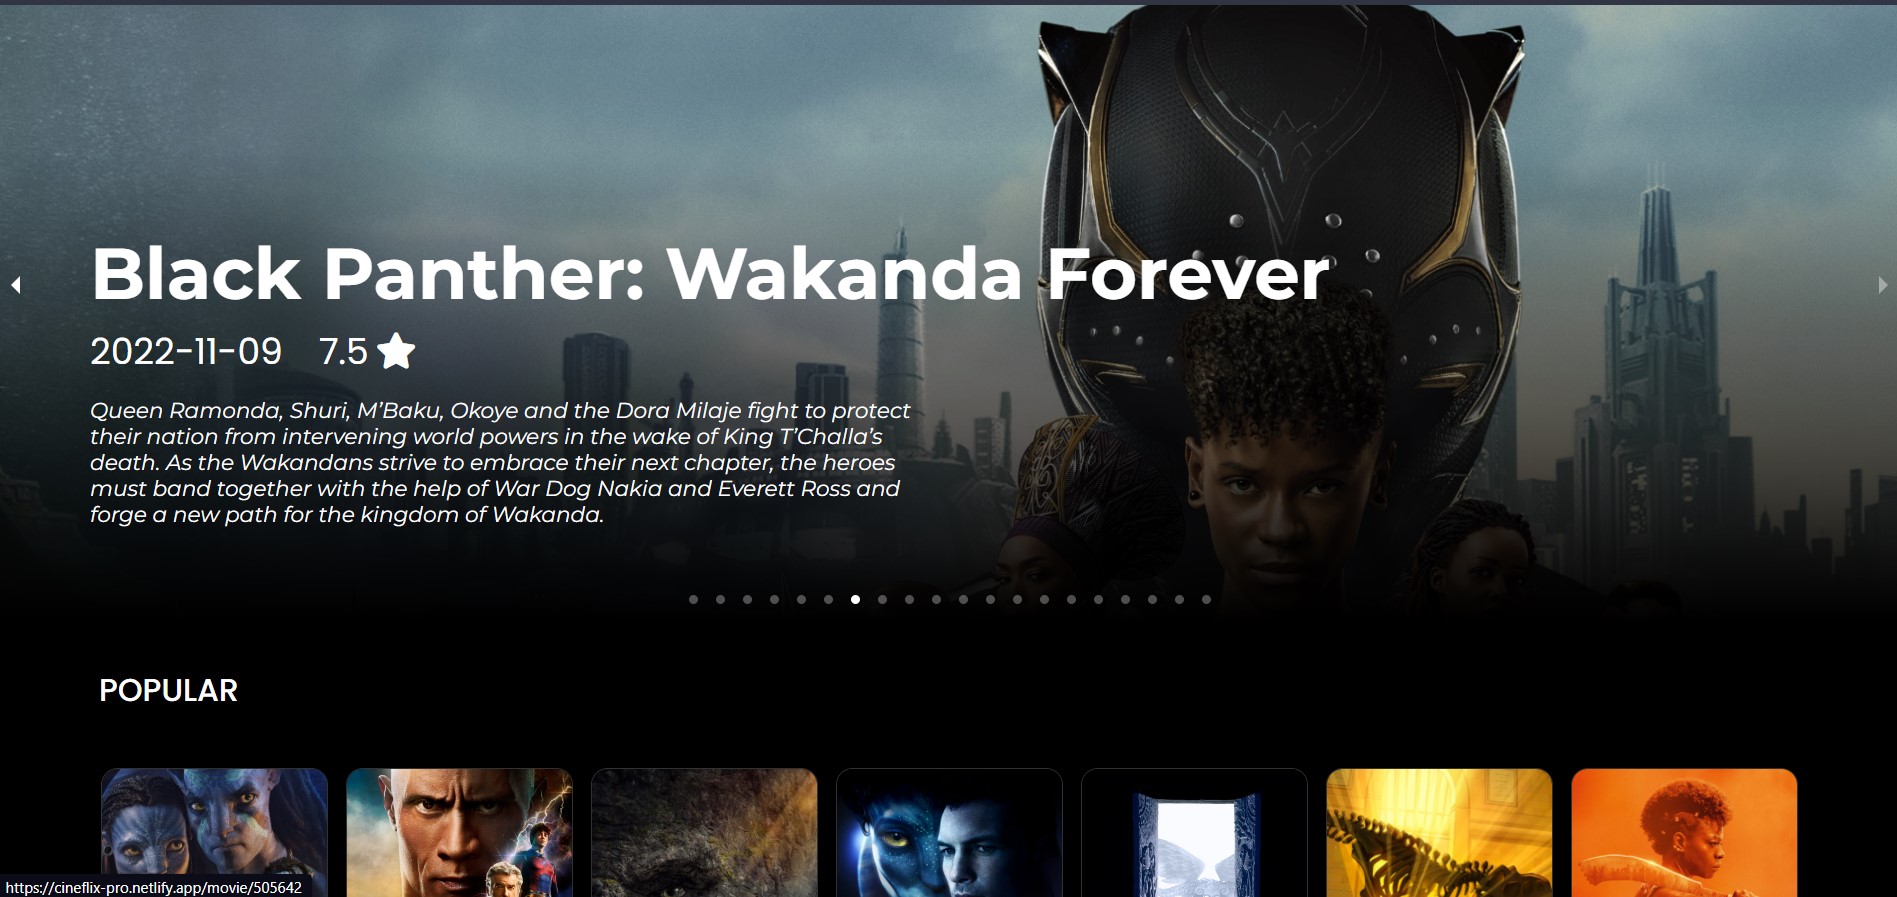 Black Panther: Wakanda Forever
2022-11-09 7.5
Queen Ramonda, Shuri, M’Baku, Okoye and the Dora Milaje fight to protect
their nation from intervening world powers in the wake of King T’Challa’s
death. As the Wakandans strive to embrace their next chapter, the heroes
must band together with the help of War Dog Nakia and Everett Ross and
forge a new path for the kingdom of Wakanda.
POPULAR
https://cineflix-pro.netlify.app/movie/505642